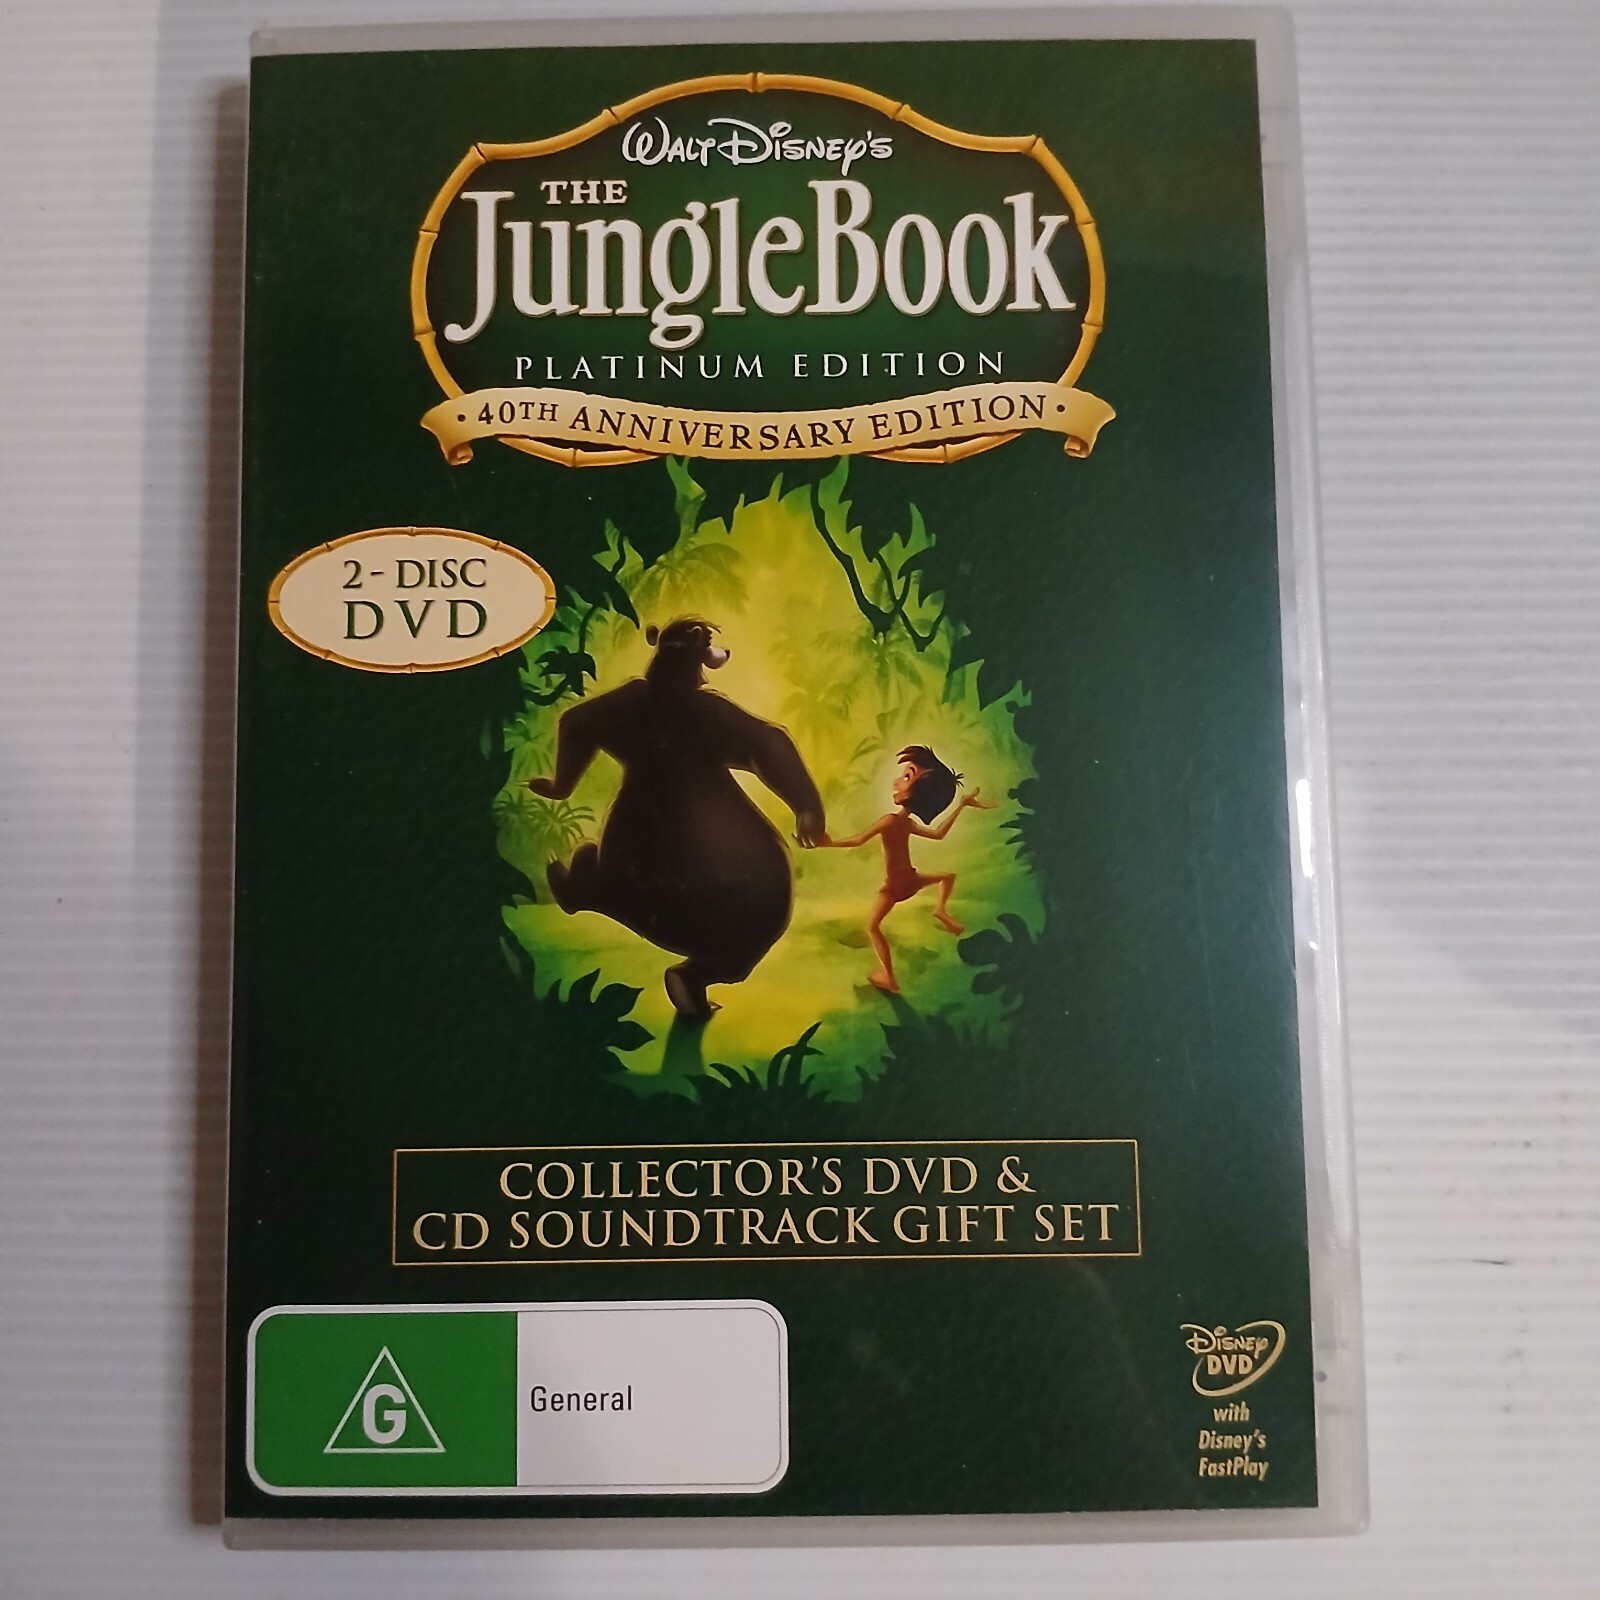 WALT DISNEY'S
THE
JUNGLEBOOK
PLATINUM EDITION
· 40TH ANNIVERSARY EDITION ·
2 - DISC
DVD
COLLECTOR'S DVD &
CD SOUNDTRACK GIFT SET
G
General
DISNEY
DVD
with
Disney's
FastPlay